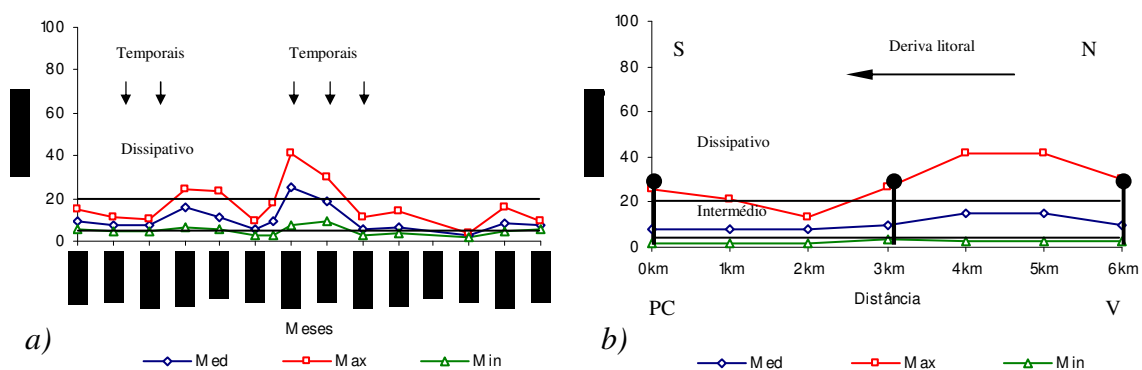 100
80
60
40
20
0
Temporais
Temporais
Dissipativo
Meses
a)
Med
Max
Min
100
80
60
40
20
0
S
Deriva litoral
N
Dissipativo
Intermédio
0km
1km
2km
3km
4km
5km
6km
PC
Distância
V
b)
Med
Max
Min